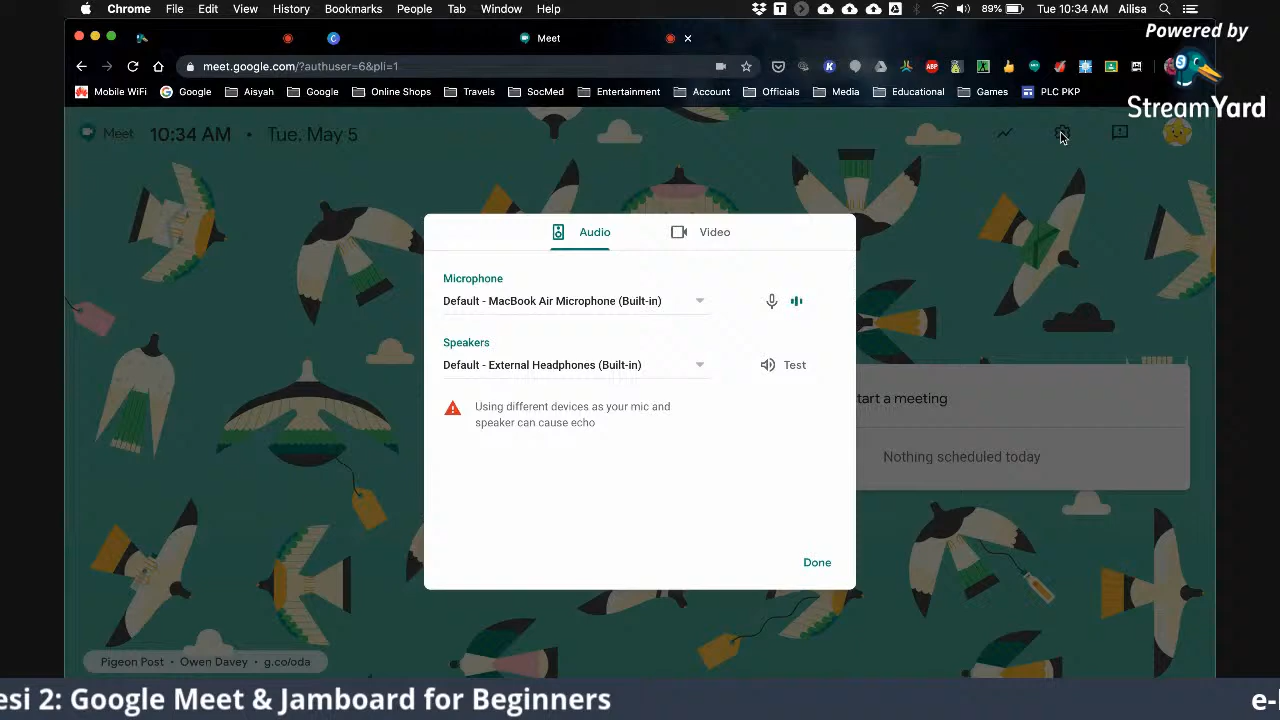 Chrome File Edit View History Bookmarks People Tab Window Help 89% Tue 10:34 AM Ailisa
Powered by
StreamYard
Meet
meet.google.com/?authuser=6&pli=1
Mobile WiFi Google Aisyah Google Online Shops Travels SocMed Entertainment Account Officials Media Educational Games PLC PKP
Meet 10:34 AM • Tue. May 5
Audio Video
Microphone
Default - MacBook Air Microphone (Built-in)
Speakers
Default - External Headphones (Built-in) Test
Using different devices as your mic and
speaker can cause echo
Done
tart a meeting
Nothing scheduled today
Pigeon Post • Owen Davey • g.co/oda
esi 2: Google Meet & Jamboard for Beginners